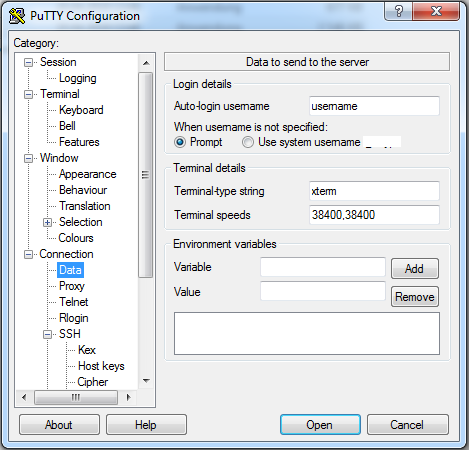 PuTTY Configuration
Category:
Session
Logging
Terminal
Keyboard
Bell
Features
Window
Appearance
Behaviour
Translation
Selection
Colours
Connection
Data
Proxy
Telnet
Rlogin
SSH
Kex
Host keys
Cipher
Data to send to the server
Login details
Auto-login username username
When username is not specified:
Prompt Use system username
Terminal details
Terminal-type string xterm
Terminal speeds 38400,38400
Environment variables
Variable Add
Value Remove
About Help Open Cancel